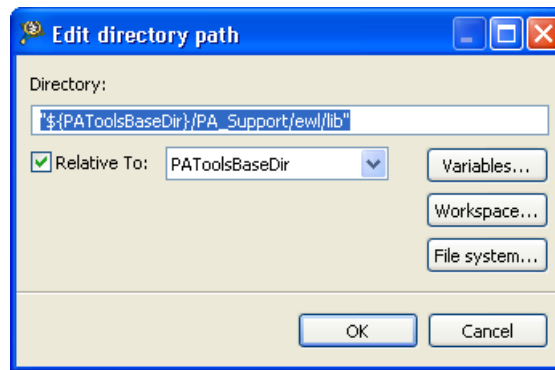 Edit directory path
Directory:
"${PAToolsBaseDir}/PA_Support/ewl/lib"
Relative To: PAToolsBaseDir
Variables...
Workspace...
File system...
OK Cancel